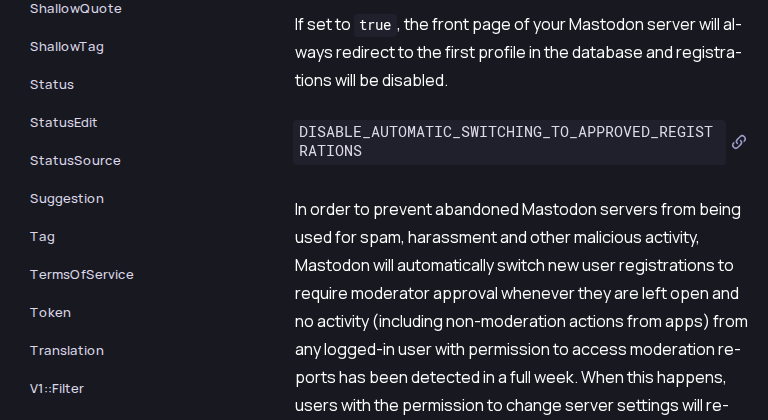 ShallowQuote
ShallowTag
Status
StatusEdit
StatusSource
Suggestion
Tag
TermsOfService
Token
Translation
V1::Filter
If set to true, the front page of your Mastodon server will al-
ways redirect to the first profile in the database and registra-
tions will be disabled.
DISABLE_AUTOMATIC_SWITCHING_TO_APPROVED_REGIST
RATIONS
In order to prevent abandoned Mastodon servers from being
used for spam, harassment and other malicious activity,
Mastodon will automatically switch new user registrations to
require moderator approval whenever they are left open and
no activity (including non-moderation actions from apps) from
any logged-in user with permission to access moderation re-
ports has been detected in a full week. When this happens,
users with the permission to change server settings will re-